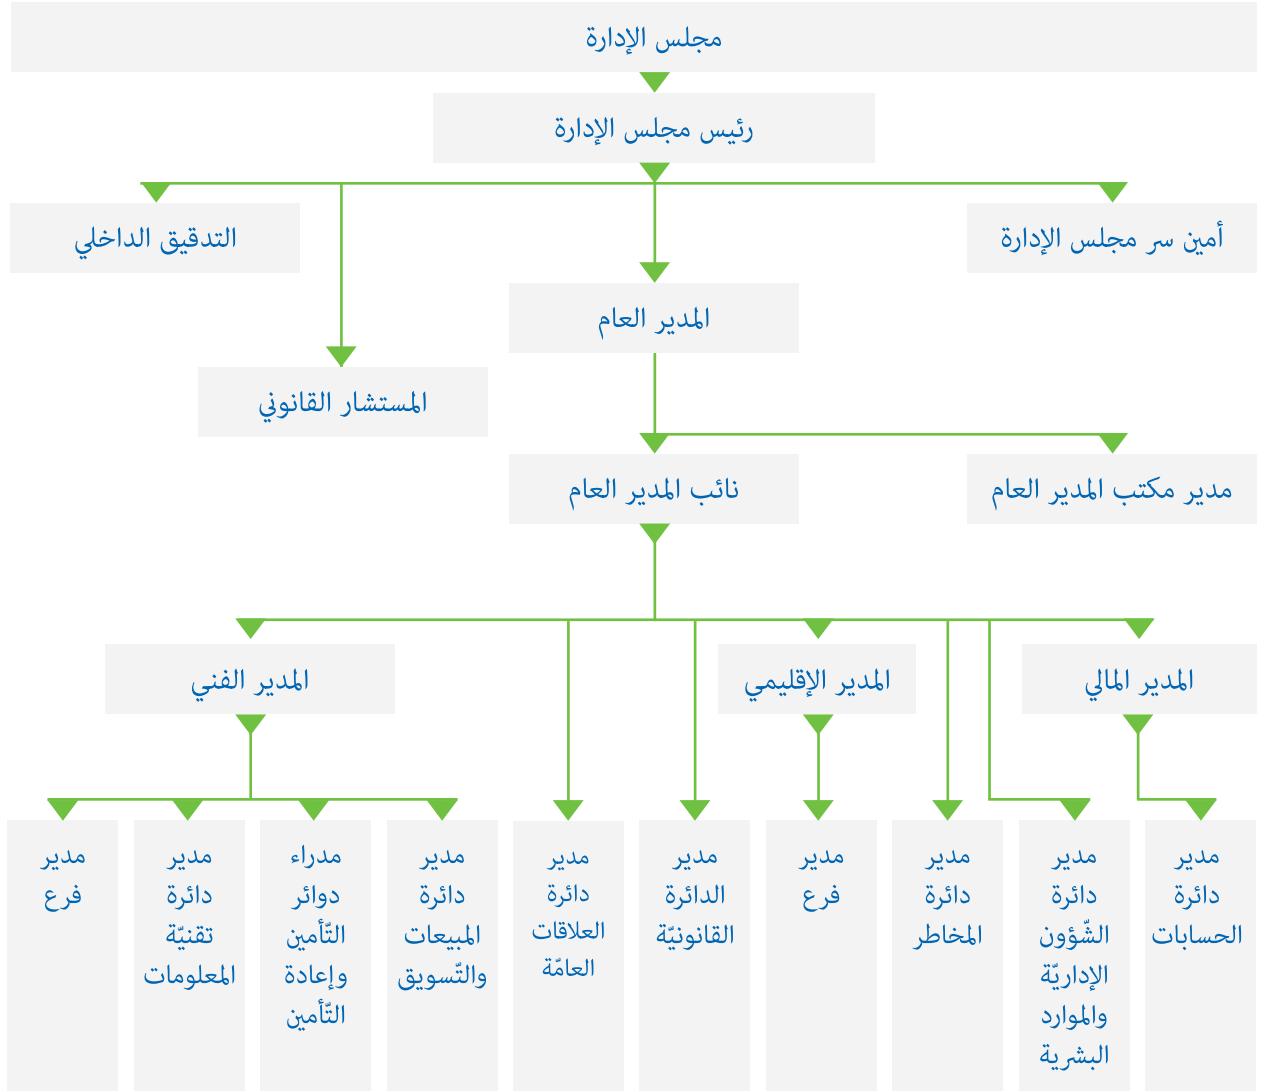 مجلس الإدارة
رئيس مجلس الإدارة
أمين سر مجلس الإدارة
التدقيق الداخلي
المدير العام
المستشار القانوني
مدير مكتب المدير العام
نائب المدير العام
المدير المالي
المدير الإقليمي
المدير الفني
مدير
دائرة
الحسابات
مدير
دائرة
الشّؤون
الإداريّة
والموارد
البشرية
مدير
دائرة
المخاطر
مدير
فرع
مدير
الدائرة
القانونيّة
مدير
دائرة
العلاقات
العامّة
مدير
دائرة
المبيعات
والتّسويق
مدراء
دوائر
التّأمين
وإعادة
التّأمين
مدير
دائرة
تقنيّة
المعلومات
مدير
فرع